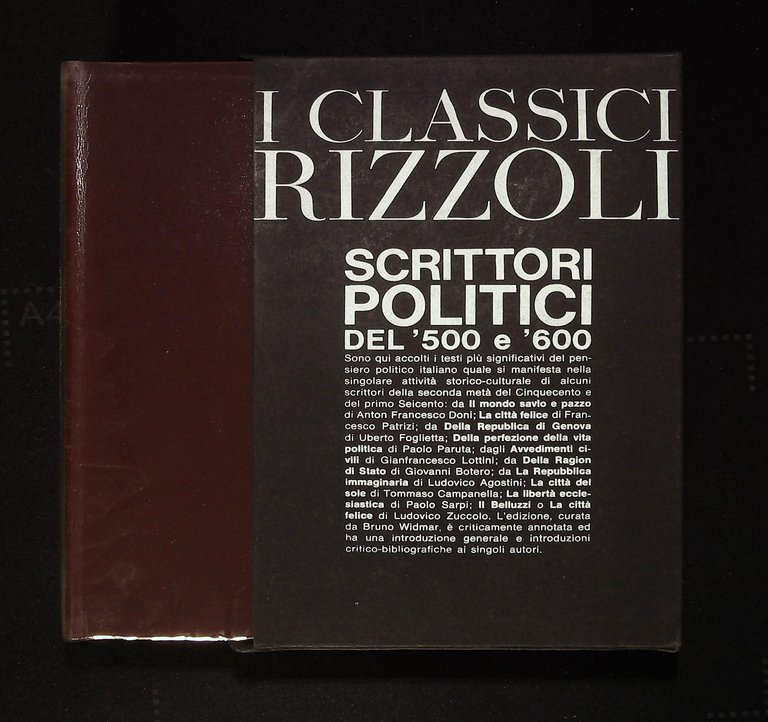 I CLASSICI
RIZZOLI
SCRITTORI
POLITICI
DEL '500 e '600
Sono qui accolti i testi più significativi del pen-
siero politico italiano quale si manifesta nella
singolare attività storico-culturale di alcuni
scrittori della seconda metà del Cinquecento e
del primo Seicento: da Il mondo savio e pazzo
di Anton Francesco Doni; La città felice di Fran-
cesco Patrizi; da Della Republica di Genova
di Uberto Foglietta; Della perfezione della vita
politica di Paolo Paruta; dagli Avvedimenti ci-
vili di Gianfrancesco Lottini; da Della Ragion
di Stato di Giovanni Botero; da La Repubblica
immaginaria di Ludovico Agostini; La città del
sole di Tommaso Campanella; La libertà eccle-
siastica di Paolo Sarpi; Il Belluzzi o La città
felice di Ludovico Zuccolo. L'edizione, curata
da Bruno Widmar, è criticamente annotata ed
ha una introduzione generale e introduzioni
critico-bibliografiche ai singoli autori.
A4